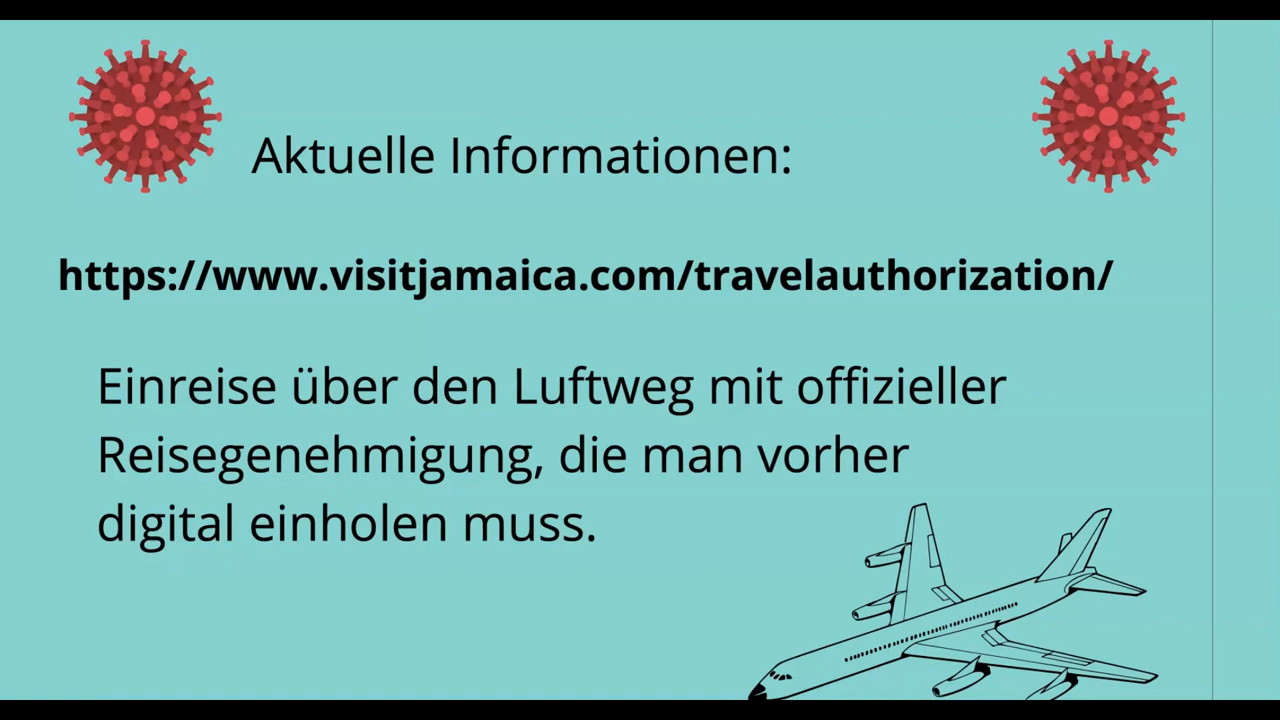 Aktuelle Informationen:
https://www.visitjamaica.com/travelauthorization/
Einreise über den Luftweg mit offizieller
Reisegenehmigung, die man vorher
digital einholen muss.